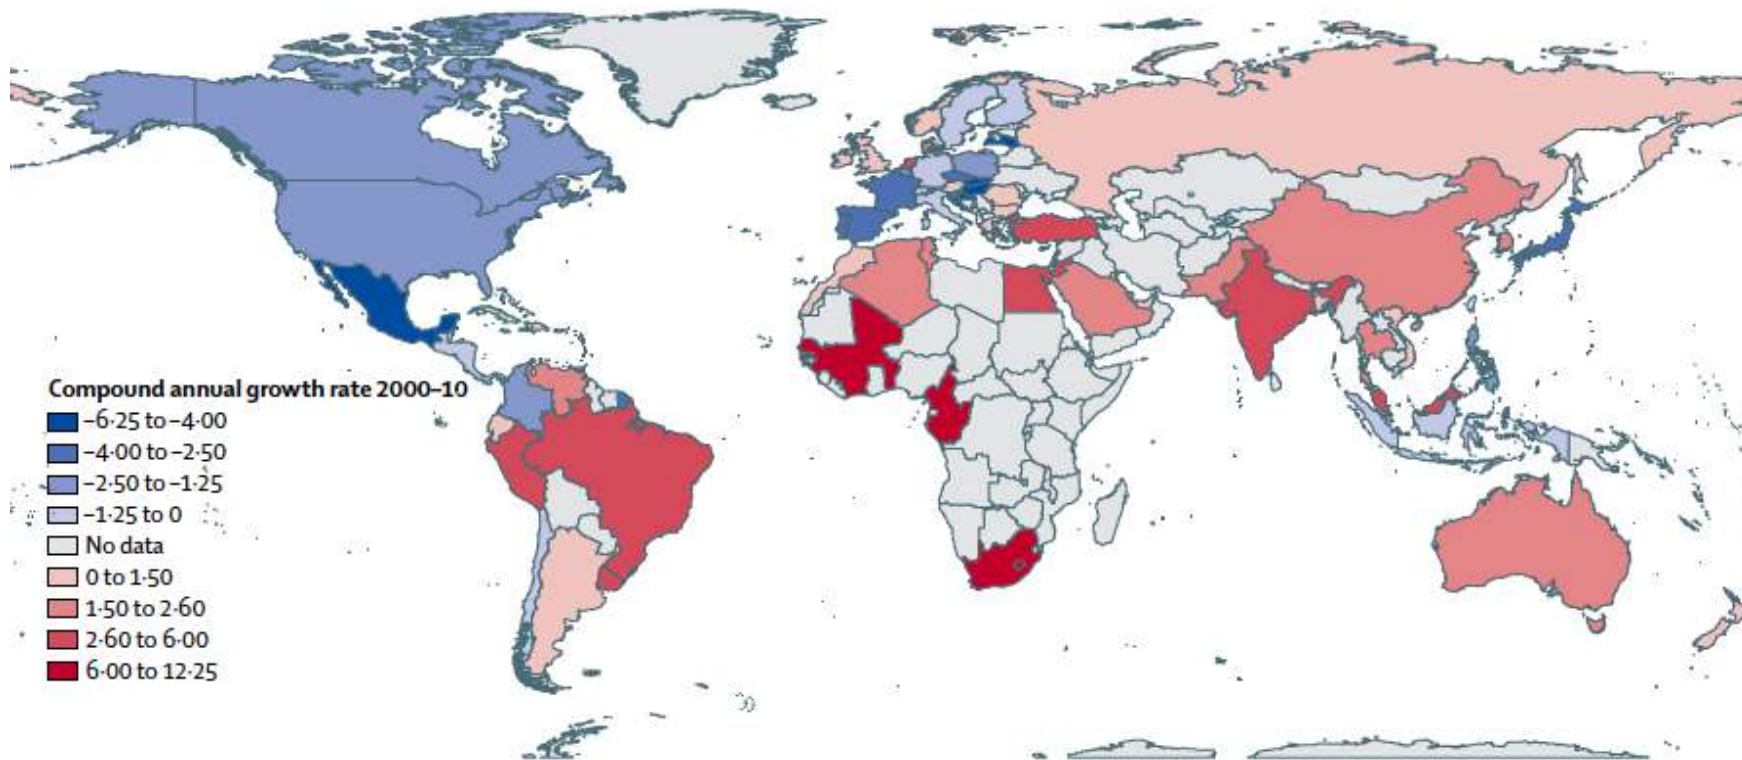 Compound annual growth rate 2000–10
–6·25 to –4·00
–4·00 to –2·50
–2·50 to –1·25
–1·25 to 0
No data
0 to 1·50
1·50 to 2·60
2·60 to 6·00
6·00 to 12·25